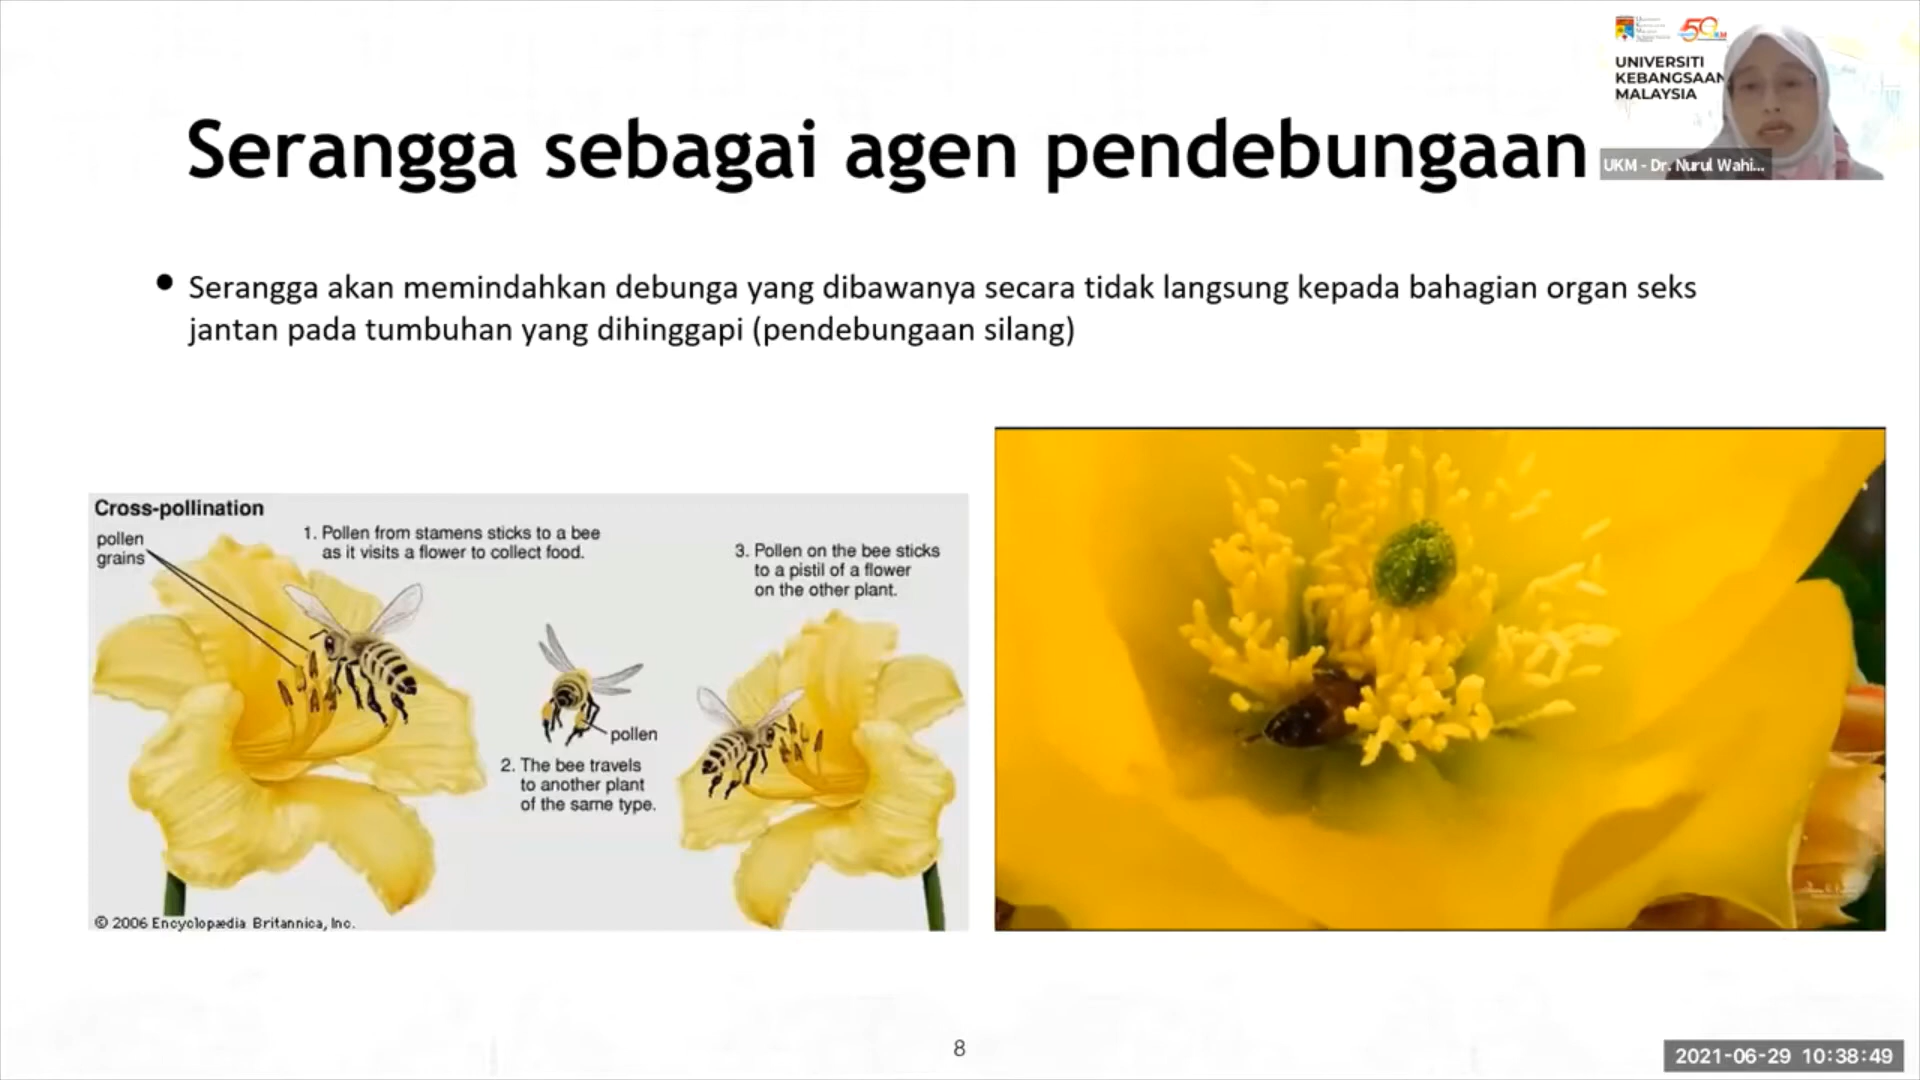 UNIVERSITI
KEBANGSAAN
MALAYSIA
Serangga sebagai agen pendebungaan
UKM - Dr. Nurul Wahi...
• Serangga akan memindahkan debunga yang dibawanya secara tidak langsung kepada bahagian organ seks
jantan pada tumbuhan yang dihinggapi (pendebungaan silang)
Cross-pollination
pollen
grains
1. Pollen from stamens sticks to a bee
as it visits a flower to collect food.
pollen
2. The bee travels
to another plant
of the same type.
3. Pollen on the bee sticks
to a pistil of a flower
on the other plant.
© 2006 Encyclopædia Britannica, Inc.
8
2021-06-29 10:38:49